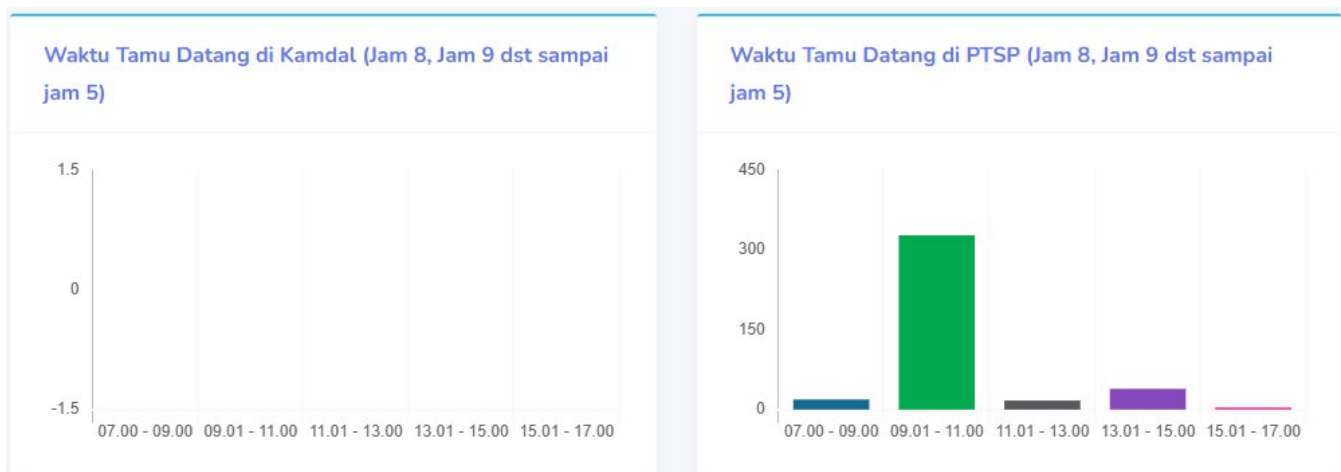 Waktu Tamu Datang di Kamdal (Jam 8, Jam 9 dst sampai
jam 5)
1.5
0
-1.5
07.00 - 09.00 09.01 - 11.00 11.01 - 13.00 13.01 - 15.00 15.01 - 17.00
Waktu Tamu Datang di PTSP (Jam 8, Jam 9 dst sampai
jam 5)
450
300
150
0
07.00 - 09.00 09.01 - 11.00 11.01 - 13.00 13.01 - 15.00 15.01 - 17.00